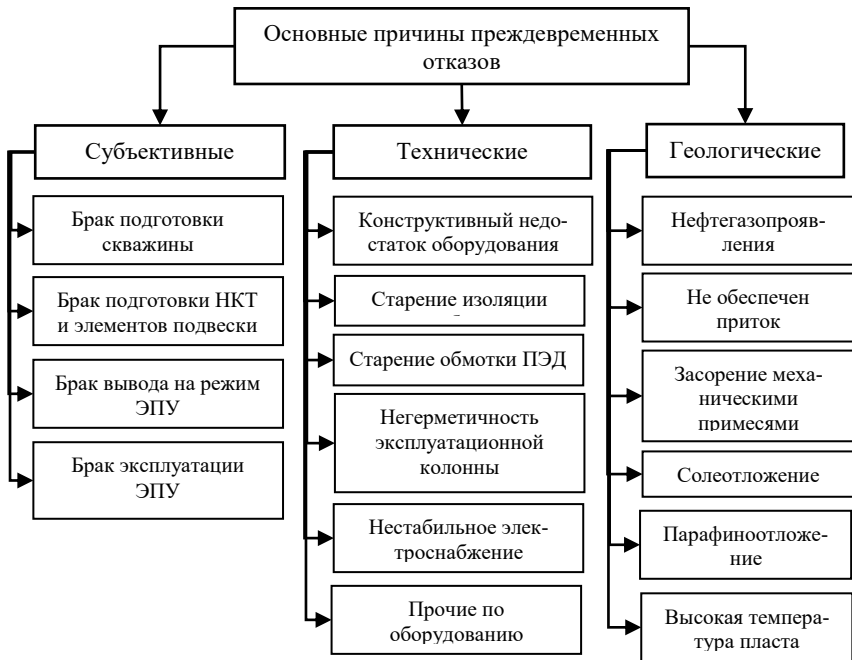 Основные причины преждевременных
отказов
Субъективные
Брак подготовки
скважины
Брак подготовки НКТ
и элементов подвески
Брак вывода на режим
ЭПУ
Брак эксплуатации
ЭПУ
Технические
Конструктивный недо-
статок оборудования
Старение изоляции
Старение обмотки ПЭД
Негерметичность
эксплуатационной
колонны
Нестабильное элек-
троснабжение
Прочие по
оборудованию
Геологические
Нефтегазопрояв-
ления
Не обеспечен
приток
Засорение меха-
ническими
примесями
Солеотложение
Парафиноотложе-
ние
Высокая темпера-
тура пласта